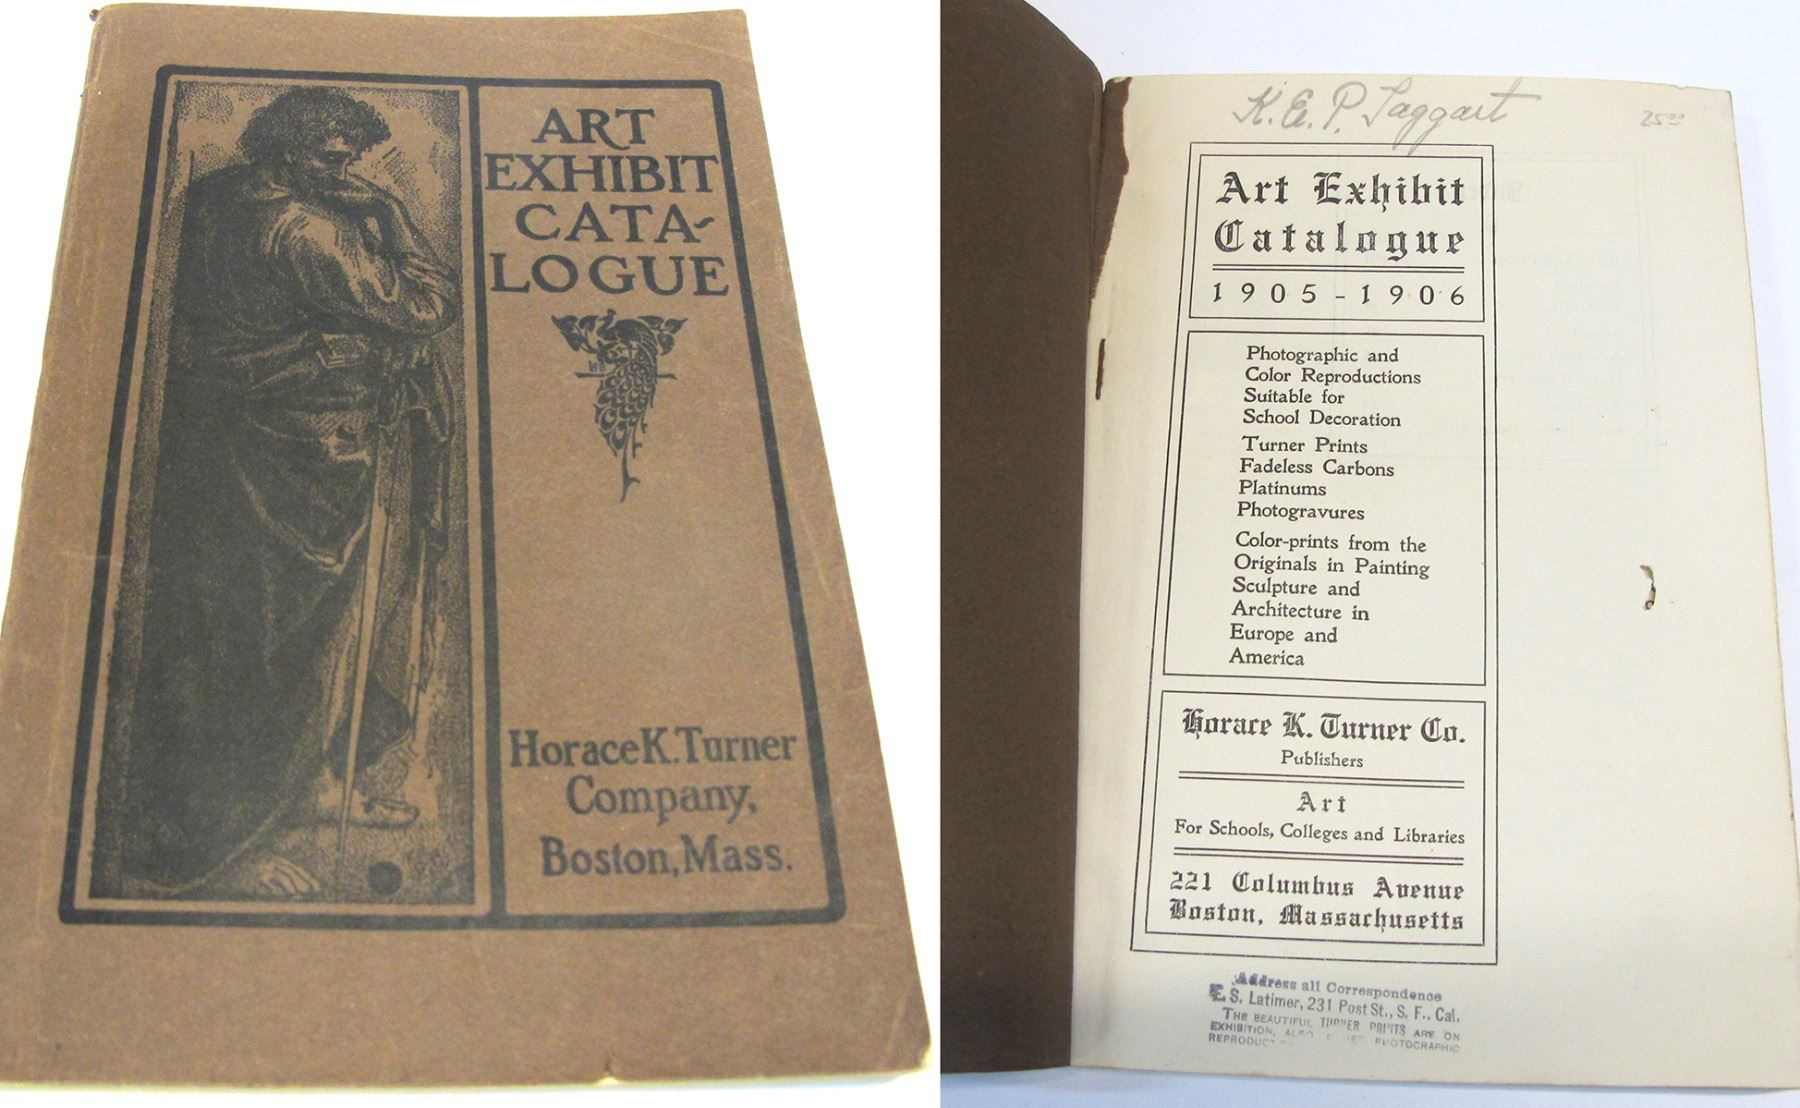 ART
EXHIBIT
CATA-
LOGUE
WB
Horace K. Turner
Company,
Boston, Mass.
K. E. P. Taggart
25.00
Art Exhibit
Catalogue
1905-1906
Photographic and
Color Reproductions
Suitable for
School Decoration
Turner Prints
Fadeless Carbons
Platinums
Photogravures
Color-prints from the
Originals in Painting
Sculpture and
Architecture in
Europe and
America
Horace K. Turner Co.
Publishers
Art
For Schools, Colleges and Libraries
221 Columbus Avenue
Boston, Massachusetts
Address all Correspondence
E. S. Latimer, 231 Post St., S. F., Cal.
THE BEAUTIFUL TURNER PRINTS ARE ON
EXHIBITION, ALSO OTHER PHOTOGRAPHIC